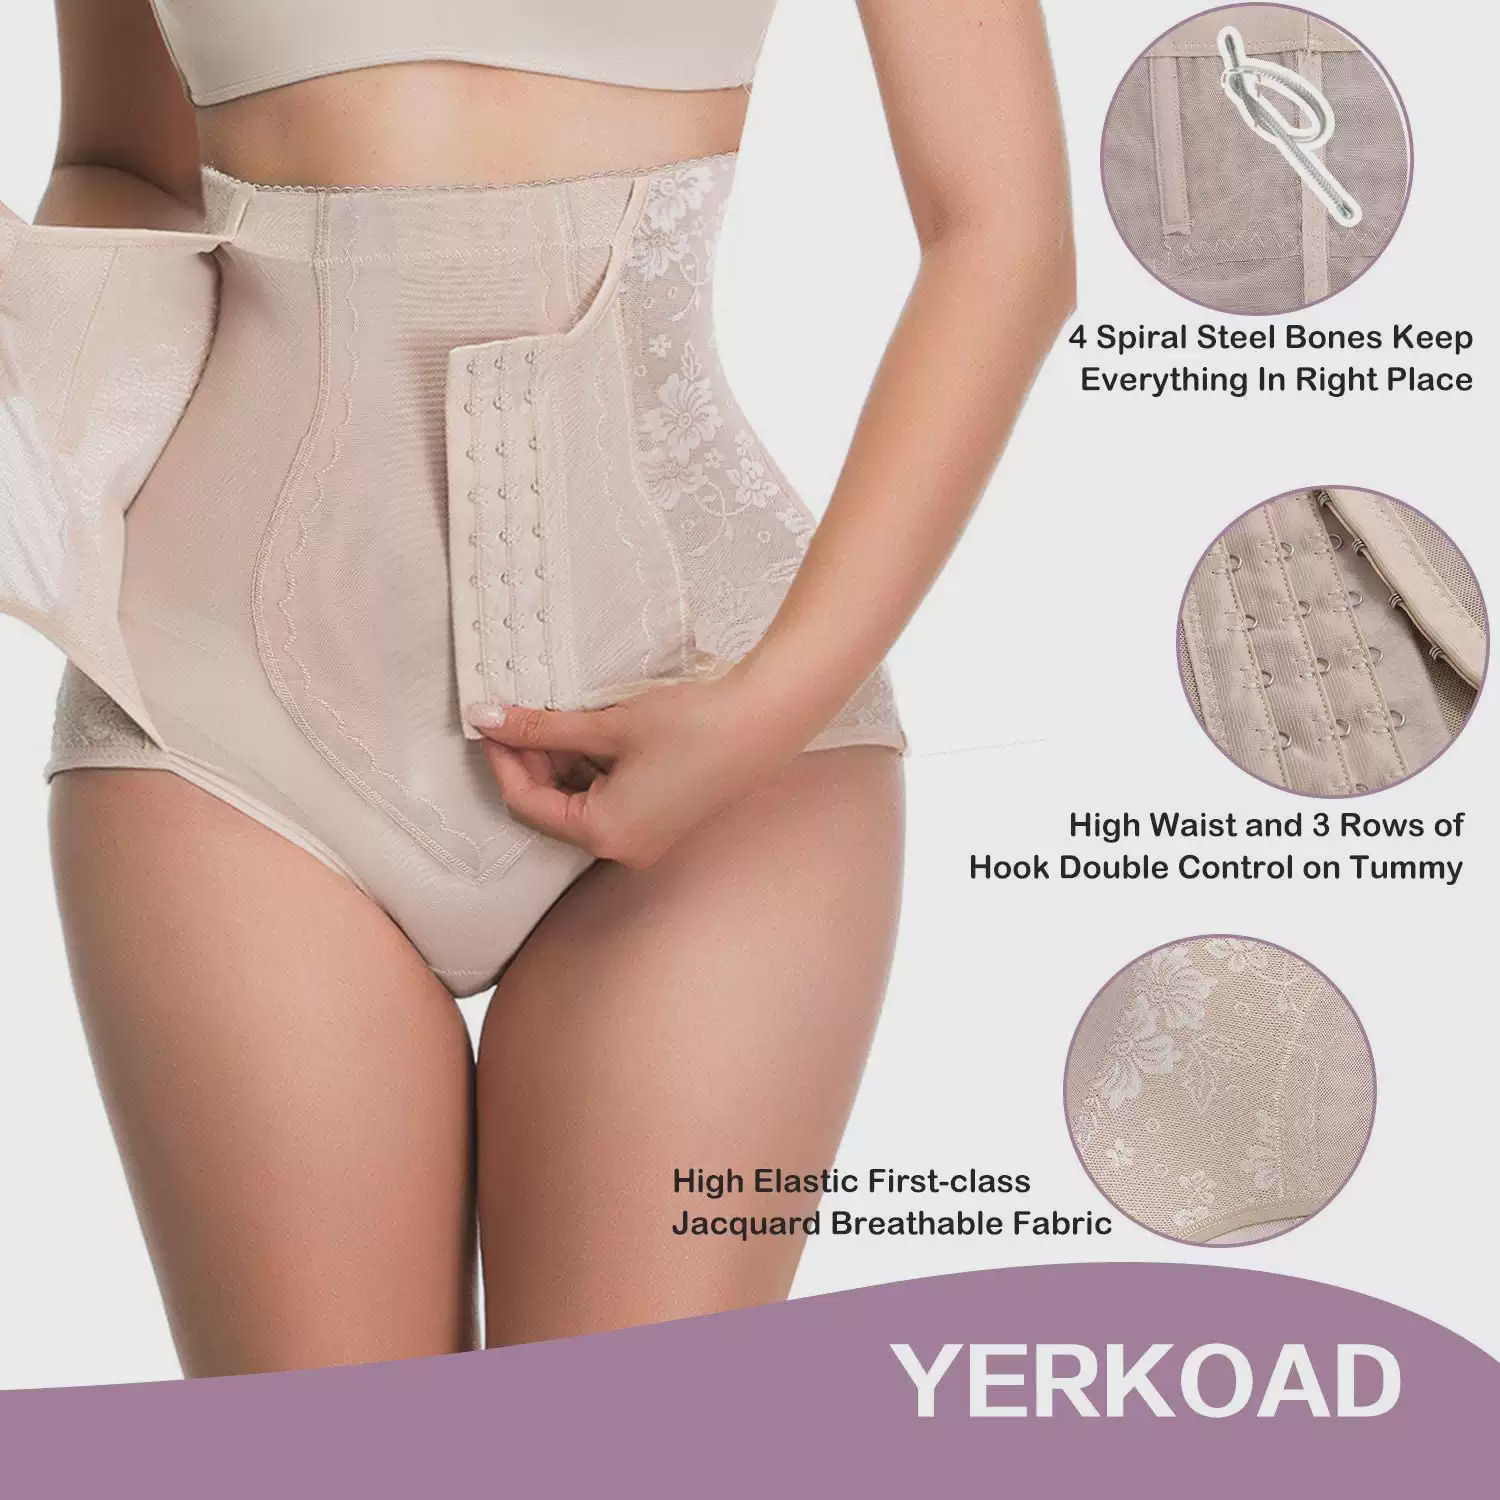 4 Spiral Steel Bones Keep
Everything In Right Place
High Waist and 3 Rows of
Hook Double Control on Tummy
High Elastic First-class
Jacquard Breathable Fabric
YERKOAD